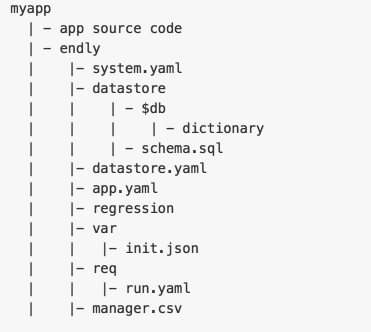 myapp
| - app source code
| - endly
| |- system.yaml
| |- datastore
| | | - $db
| | | | - dictionary
| | | - schema.sql
| |- datastore.yaml
| |- app.yaml
| |- regression
| |- var
| | |- init.json
| |- req
| | |- run.yaml
| |- manager.csv